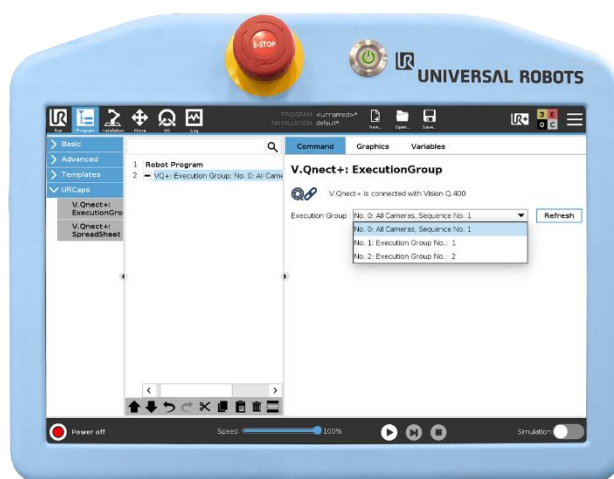 E-STOP
UR UNIVERSAL ROBOTS
Run Program Installation Move I/O Log
PROGRAM <unnamed>*
INSTALLATION default*
New... Open... Save...
UR+
3 E
0 C
Basic
Advanced
Templates
URCaps
V.Qnect+:
ExecutionGro
V.Qnect+:
SpreadSheet
1 Robot Program
2 VQ+: Execution Group: No. 0: All Came
Command Graphics Variables
V.Qnect+: ExecutionGroup
V.Qnect+ is connected with Vision Q.400
Execution Group : No. 0: All Cameras, Sequence No. 1 Refresh
No. 0: All Cameras, Sequence No. 1
No. 1: Execution Group No.: 1
No. 2: Execution Group No.: 2
Power off Speed 100% Simulation